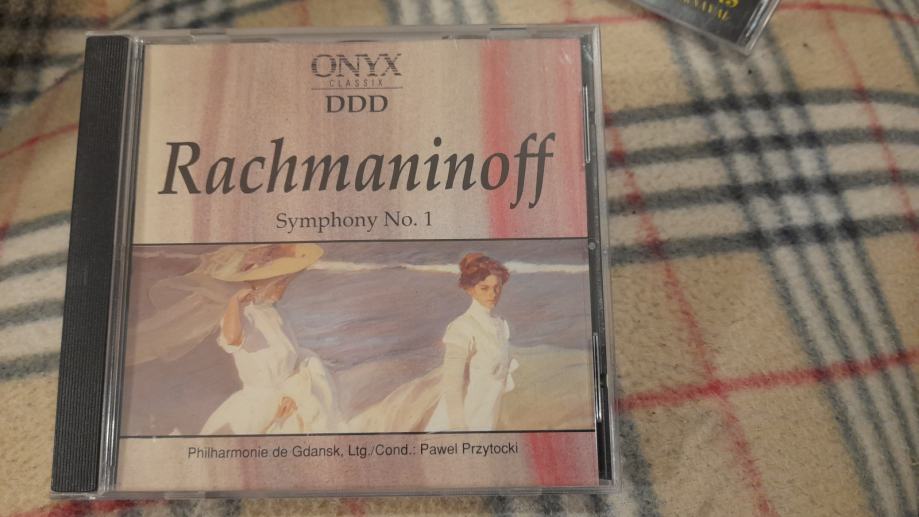 ONYX
CLASSIX
DDD
Rachmaninoff
Symphony No. 1
Philharmonie de Gdansk, Ltg./Cond.: Pawel Przytocki